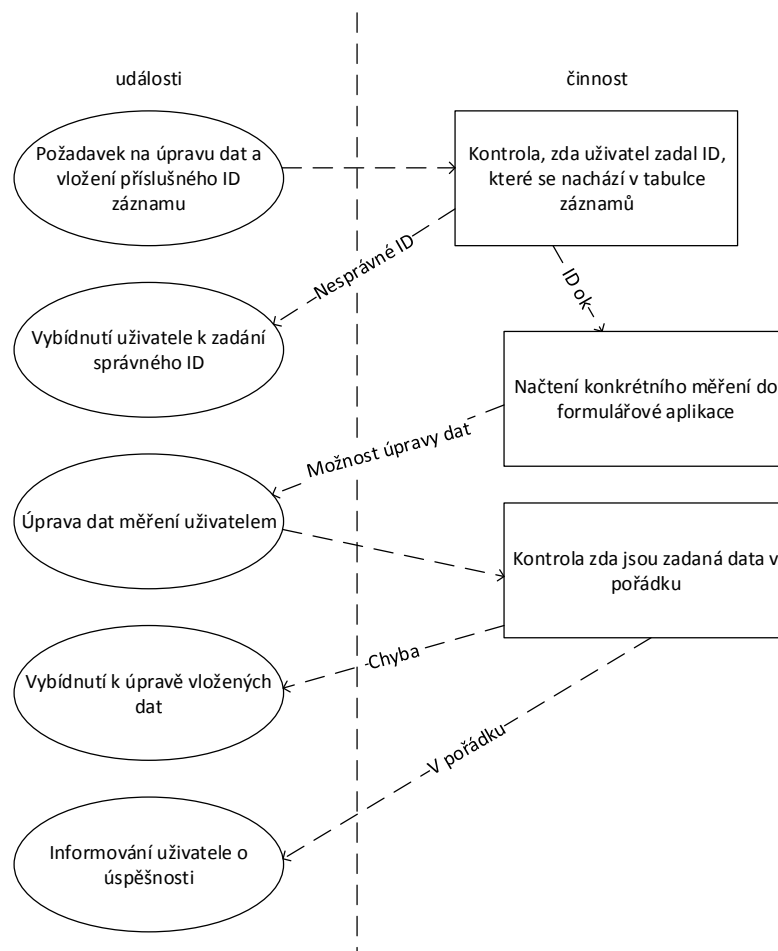 události
činnost
Požadavek na úpravu dat a
vložení příslušného ID
záznamu
Kontrola, zda uživatel zadal ID,
které se nachází v tabulce
záznamů
Nesprávné ID
ID ok
Vybídnutí uživatele k zadání
správného ID
Načtení konkrétního měření do
formulářové aplikace
Možnost úpravy dat
Úprava dat měření uživatelem
Kontrola zda jsou zadaná data v
pořádku
Chyba
Vybídnutí k úpravě vložených
dat
V pořádku
Informování uživatele o
úspěšnosti